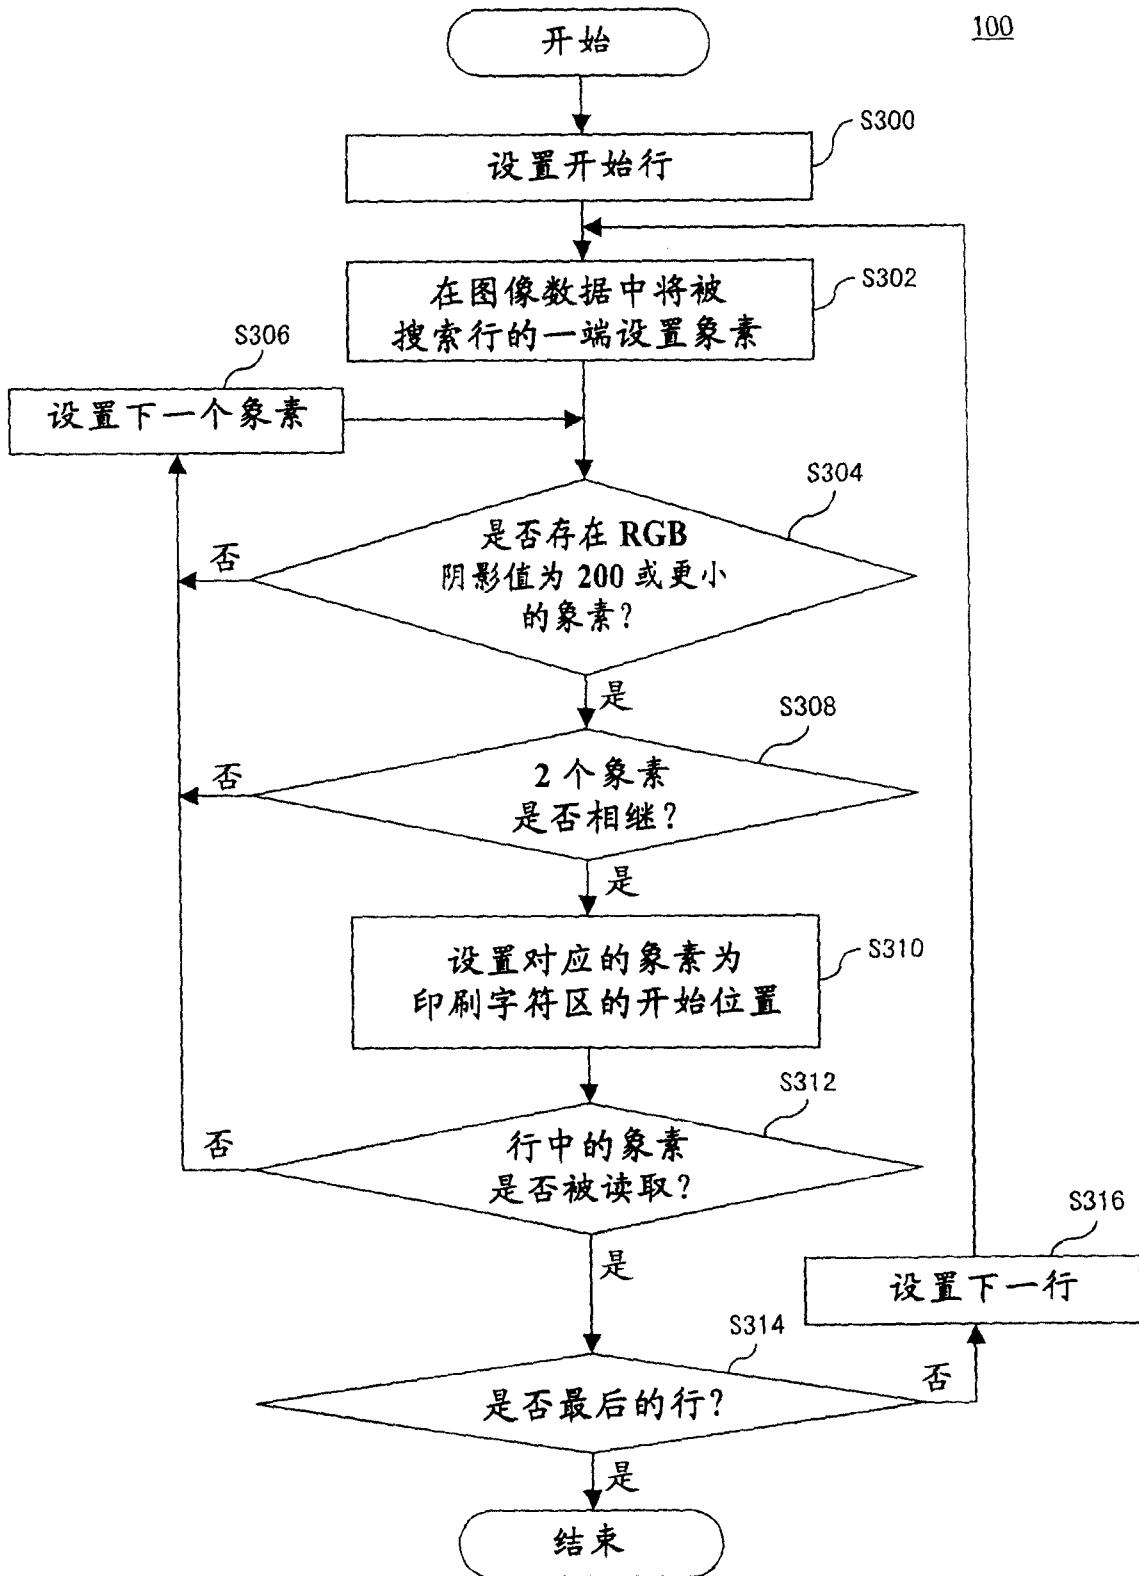 100
开始
S300
设置开始行
S302
在图像数据中将被
搜索行的一端设置象素
S306
设置下一个象素
S304
是否存在 RGB
阴影值为 200 或更小
的象素？
否
是
S308
2 个象素
是否相继？
否
是
S310
设置对应的象素为
印刷字符区的开始位置
S312
行中的象素
是否被读取？
否
是
S316
设置下一行
S314
是否最后的行？
否
是
结束